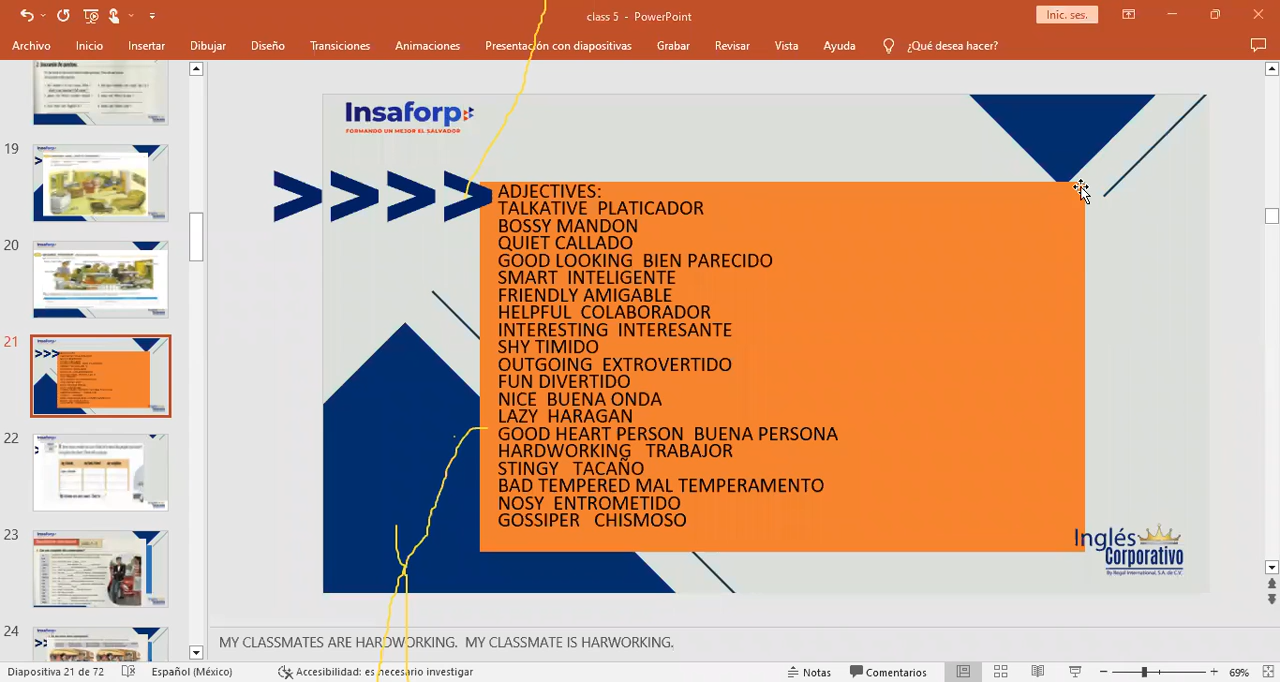 class 5 - PowerPoint
Inic. ses.
Archivo Inicio Insertar Dibujar Diseño Transiciones Animaciones Presentación con diapositivas Grabar Revisar Vista Ayuda ¿Qué desea hacer?
19
20
21
22
23
24
Insaforp
FORMANDO UN MEJOR EL SALVADOR
ADJECTIVES:
TALKATIVE PLATICADOR
BOSSY MANDON
QUIET CALLADO
GOOD LOOKING BIEN PARECIDO
SMART INTELIGENTE
FRIENDLY AMIGABLE
HELPFUL COLABORADOR
INTERESTING INTERESANTE
SHY TIMIDO
OUTGOING EXTROVERTIDO
FUN DIVERTIDO
NICE BUENA ONDA
LAZY HARAGAN
GOOD HEART PERSON BUENA PERSONA
HARDWORKING TRABAJOR
STINGY TACAÑO
BAD TEMPERED MAL TEMPERAMENTO
NOSY ENTROMETIDO
GOSSIPER CHISMOSO
Inglés
Corporativo
MY CLASSMATES ARE HARDWORKING. MY CLASSMATE IS HARWORKING.
Diapositiva 21 de 72 Español (México) Accesibilidad: es necesario investigar Notas Comentarios 69%